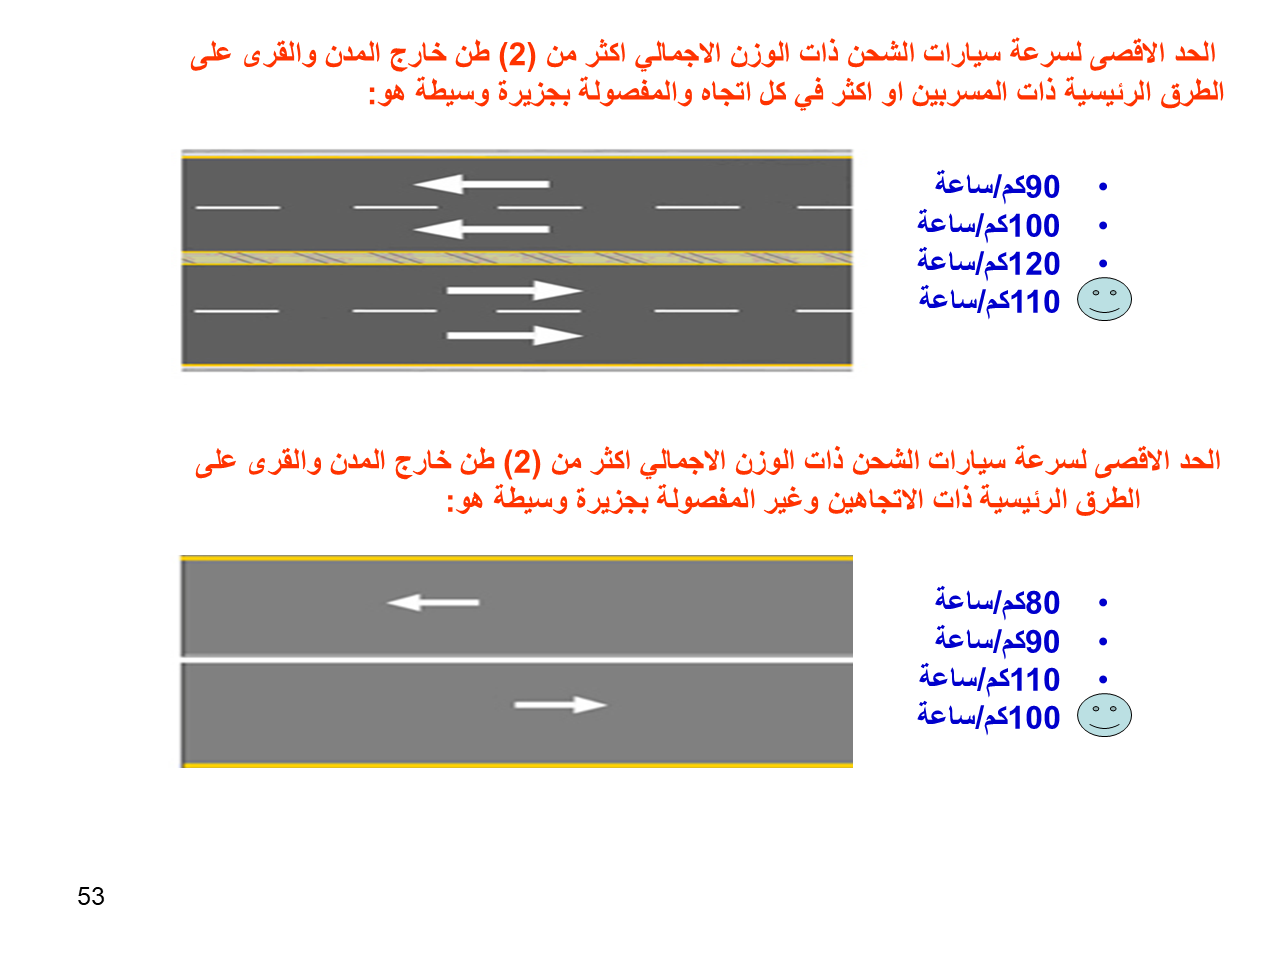 الحد الاقصى لسرعة سيارات الشحن ذات الوزن الاجمالي اكثر من (2) طن خارج المدن والقرى على
الطرق الرئيسية ذات المسربين او اكثر في كل اتجاه والمفصولة بجزيرة وسيطة هو:
• 90كم/ساعة
• 100كم/ساعة
• 120كم/ساعة
110كم/ساعة
الحد الاقصى لسرعة سيارات الشحن ذات الوزن الاجمالي اكثر من (2) طن خارج المدن والقرى على
الطرق الرئيسية ذات الاتجاهين وغير المفصولة بجزيرة وسيطة هو:
• 80كم/ساعة
• 90كم/ساعة
• 110كم/ساعة
100كم/ساعة
53